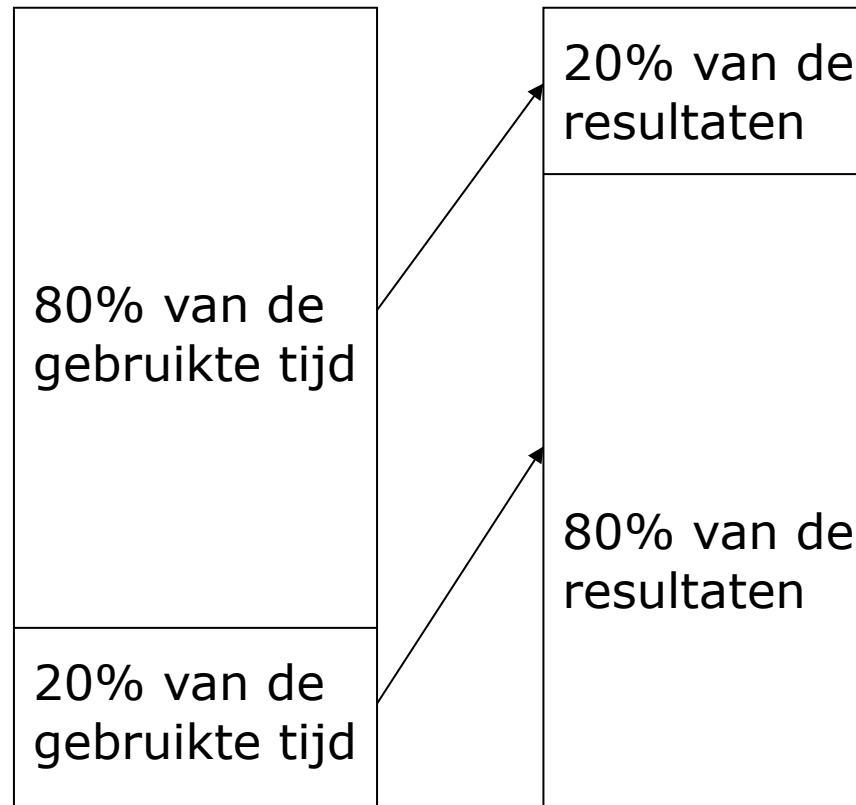 80% van de
gebruikte tijd
20% van de
gebruikte tijd
20% van de
resultaten
80% van de
resultaten